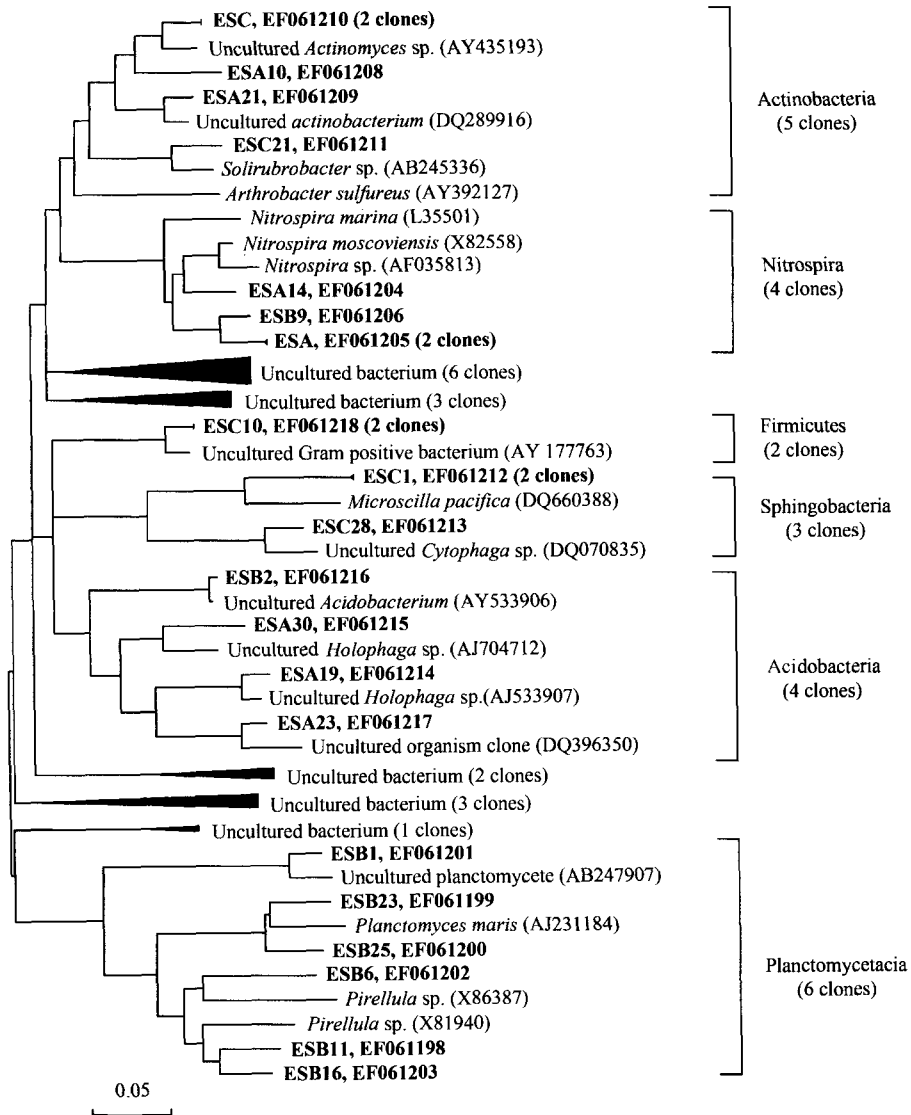 ESC, EF061210 (2 clones)
Uncultured Actinomyces sp. (AY435193)
ESA10, EF061208
ESA21, EF061209
Uncultured actinobacterium (DQ289916)
ESC21, EF061211
Solirubrobacter sp. (AB245336)
Arthrobacter sulfureus (AY392127)
Actinobacteria
(5 clones)
Nitrospira marina (L35501)
Nitrospira moscoviensis (X82558)
Nitrospira sp. (AF035813)
ESA14, EF061204
ESB9, EF061206
ESA, EF061205 (2 clones)
Nitrospira
(4 clones)
Uncultured bacterium (6 clones)
Uncultured bacterium (3 clones)
ESC10, EF061218 (2 clones)
Uncultured Gram positive bacterium (AY 177763)
Firmicutes
(2 clones)
ESC1, EF061212 (2 clones)
Microscilla pacifica (DQ660388)
ESC28, EF061213
Uncultured Cytophaga sp. (DQ070835)
Sphingobacteria
(3 clones)
ESB2, EF061216
Uncultured Acidobacterium (AY533906)
ESA30, EF061215
Uncultured Holophaga sp. (AJ704712)
ESA19, EF061214
Uncultured Holophaga sp.(AJ533907)
ESA23, EF061217
Uncultured organism clone (DQ396350)
Acidobacteria
(4 clones)
Uncultured bacterium (2 clones)
Uncultured bacterium (3 clones)
Uncultured bacterium (1 clones)
ESB1, EF061201
Uncultured planctomycete (AB247907)
ESB23, EF061199
Planctomyces maris (AJ231184)
ESB25, EF061200
ESB6, EF061202
Pirellula sp. (X86387)
Pirellula sp. (X81940)
ESB11, EF061198
ESB16, EF061203
Planctomycetacia
(6 clones)
0.05